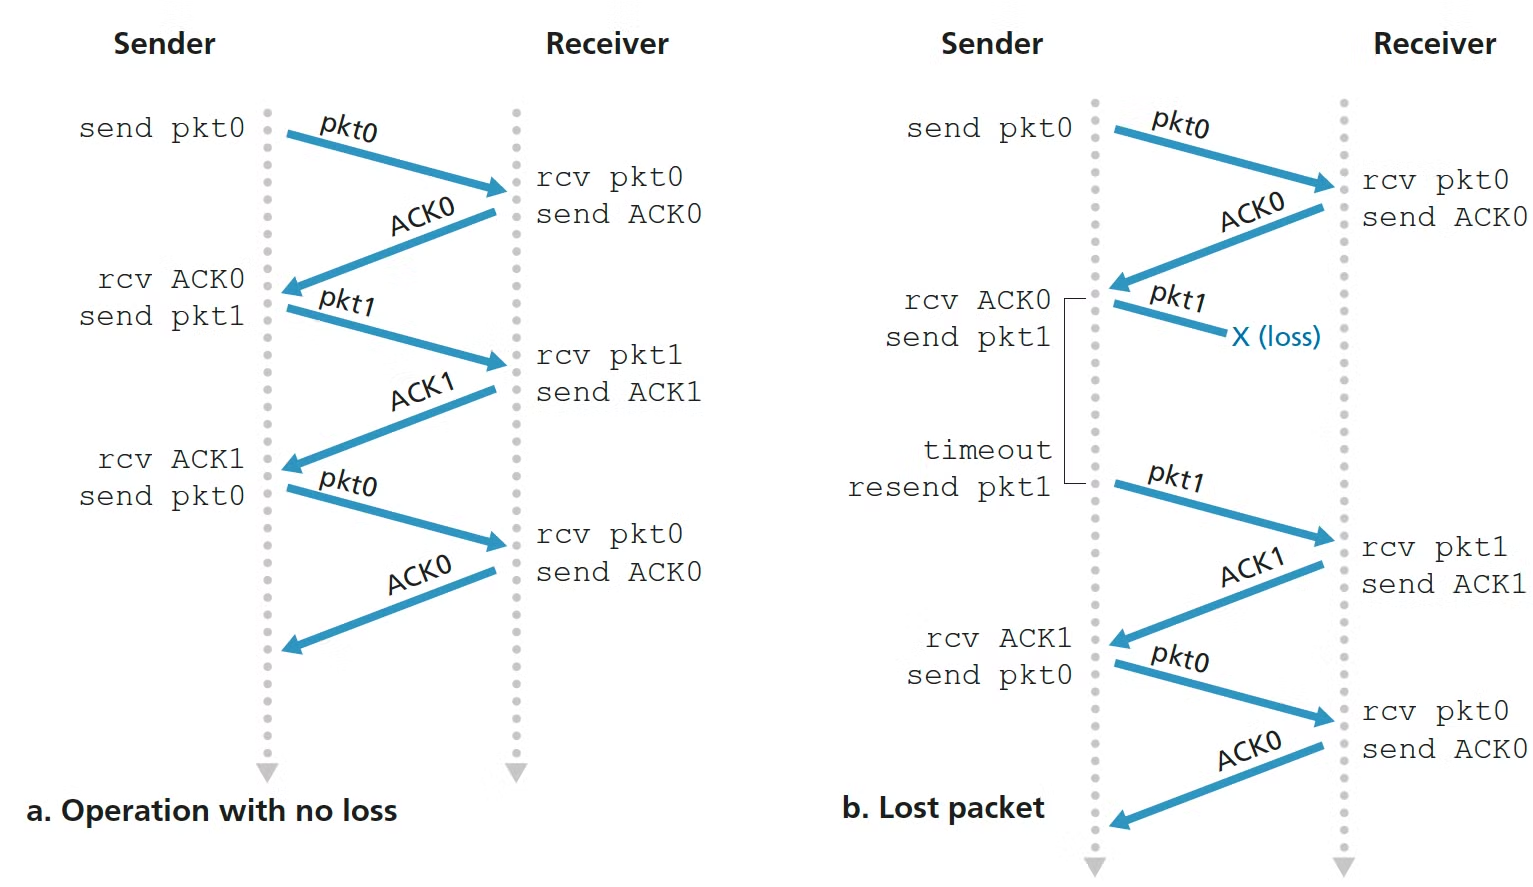 Sender
Receiver
send pkt0
pkt0
rcv pkt0
send ACK0
ACK0
rcv ACK0
send pkt1
pkt1
rcv pkt1
send ACK1
ACK1
rcv ACK1
send pkt0
pkt0
rcv pkt0
send ACK0
ACK0
a. Operation with no loss
Sender
Receiver
send pkt0
pkt0
rcv pkt0
send ACK0
ACK0
rcv ACK0
send pkt1
pkt1
X (loss)
timeout
resend pkt1
pkt1
rcv pkt1
send ACK1
ACK1
rcv ACK1
send pkt0
pkt0
rcv pkt0
send ACK0
ACK0
b. Lost packet